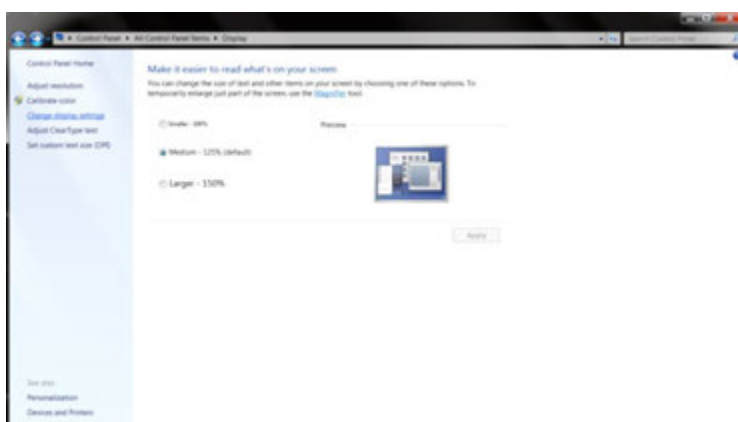 Control Panel ▸ All Control Panel Items ▸ Display
Search Control Panel
Control Panel Home
Adjust resolution
Calibrate color
Change display settings
Adjust ClearType text
Set custom text size (DPI)
Make it easier to read what's on your screen
You can change the size of text and other items on your screen by choosing one of these options. To
temporarily enlarge just part of the screen, use the Magnifier tool.
Smaller - 100%
Preview
Medium - 125% (default)
Larger - 150%
Apply
See also
Personalization
Devices and Printers